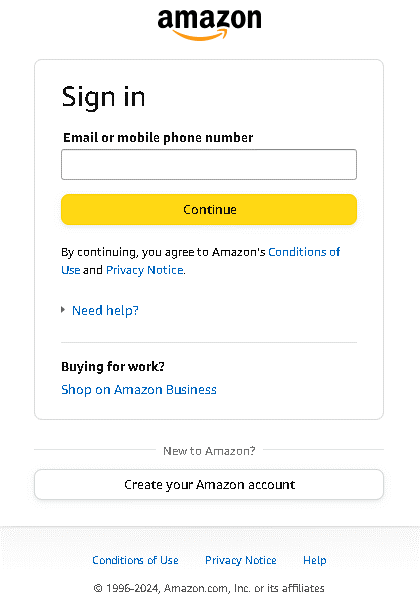 amazon
Sign in
Email or mobile phone number
Continue
By continuing, you agree to Amazon's Conditions of
Use and Privacy Notice.
Need help?
Buying for work?
Shop on Amazon Business
New to Amazon?
Create your Amazon account
Conditions of Use Privacy Notice Help
© 1996-2024, Amazon.com, Inc. or its affiliates